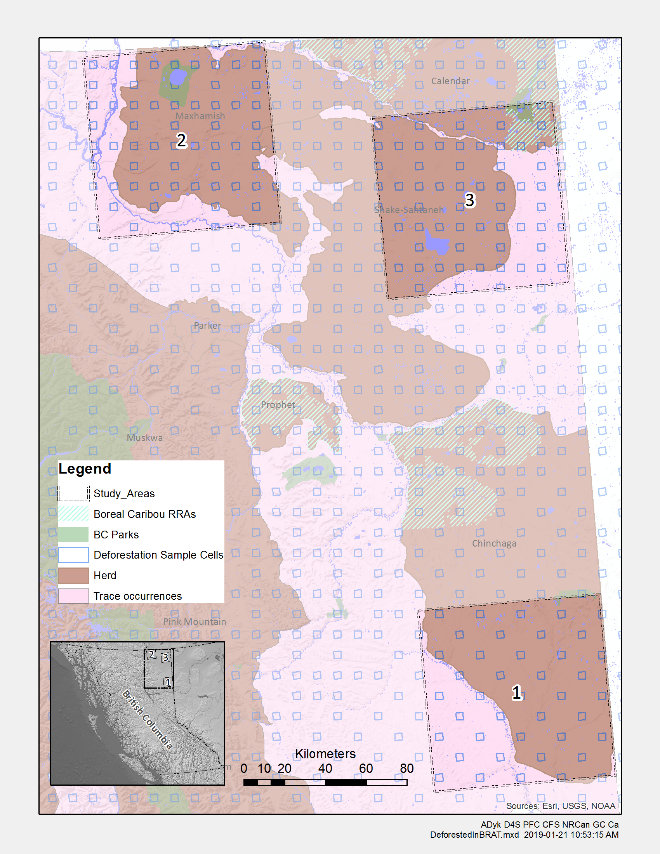 Calendar
Maxhamish
2
3
Snake-Sahtaneh
Parker
Prophet
Muskwa
Legend
Study_Areas
Boreal Caribou RRAs
BC Parks
Deforestation Sample Cells
Herd
Trace occurrences
Chinchaga
Pink Mountain
2
3
1
British Columbia
1
Kilometers
0 10 20 40 60 80
Sources: Esri, USGS, NOAA
ADyk D4S PFC CFS NRCan GC Ca
DeforestedInBRAT.mxd 2019-01-21 10:53:15 AM